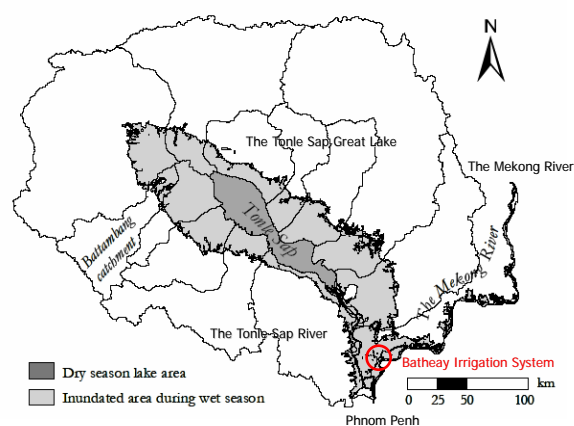 N
The Tonle Sap Great Lake
The Mekong River
Tonle Sap
Battambang
catchment
The Mekong River
The Tonle Sap River
Batheay Irrigation System
Dry season lake area
Inundated area during wet season
0 25 50 100 km
Phnom Penh